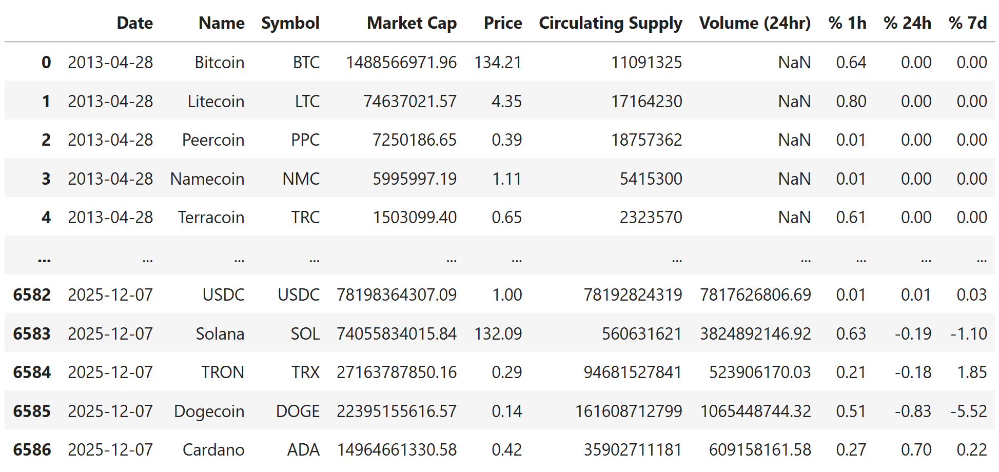 Date Name Symbol Market Cap Price Circulating Supply Volume (24hr) % 1h % 24h % 7d
0 2013-04-28 Bitcoin BTC 1488566971.96 134.21 11091325 NaN 0.64 0.00 0.00
1 2013-04-28 Litecoin LTC 74637021.57 4.35 17164230 NaN 0.80 0.00 0.00
2 2013-04-28 Peercoin PPC 7250186.65 0.39 18757362 NaN 0.01 0.00 0.00
3 2013-04-28 Namecoin NMC 5995997.19 1.11 5415300 NaN 0.01 0.00 0.00
4 2013-04-28 Terracoin TRC 1503099.40 0.65 2323570 NaN 0.61 0.00 0.00
... ... ... ... ... ... ... ... ... ... ...
6582 2025-12-07 USDC USDC 78198364307.09 1.00 78192824319 7817626806.69 0.01 0.01 0.03
6583 2025-12-07 Solana SOL 74055834015.84 132.09 560631621 3824892146.92 0.63 -0.19 -1.10
6584 2025-12-07 TRON TRX 27163787850.16 0.29 94681527841 523906170.03 0.21 -0.18 1.85
6585 2025-12-07 Dogecoin DOGE 22395155616.57 0.14 161608712799 1065448744.32 0.51 -0.83 -5.52
6586 2025-12-07 Cardano ADA 14964661330.58 0.42 35902711181 609158161.58 0.27 0.70 0.22